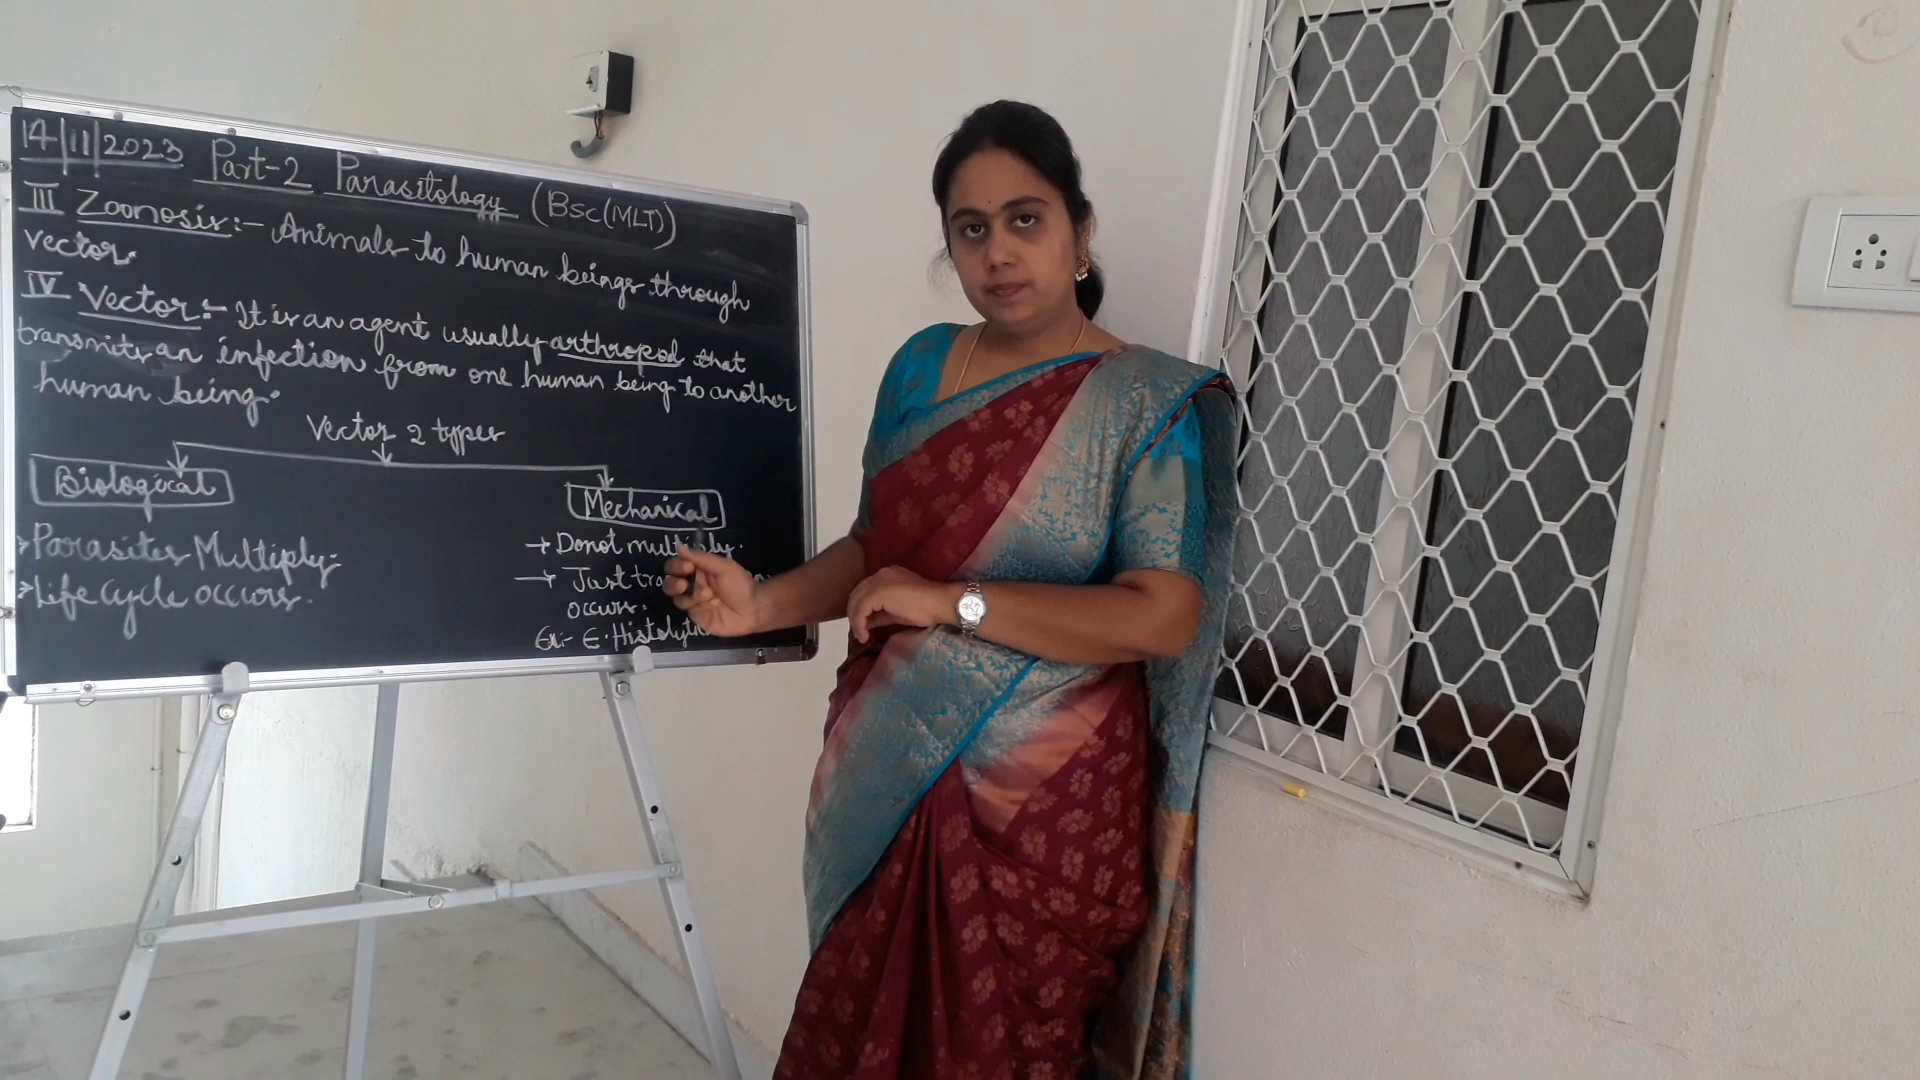 14/11/2023 Part-2 Parasitology (BSc(MLT)
III Zoonosis:- Animals to human beings through
vector.
IV Vector:- It is an agent usually arthropod that
transmits an infection from one human being to another
human being.
Vector 2 types
Biological
Mechanical
Parasites Multiply.
Life Cycle occurs.
→ Donot multiply.
→ Just
occurs.
Ex:- E. Histolyti